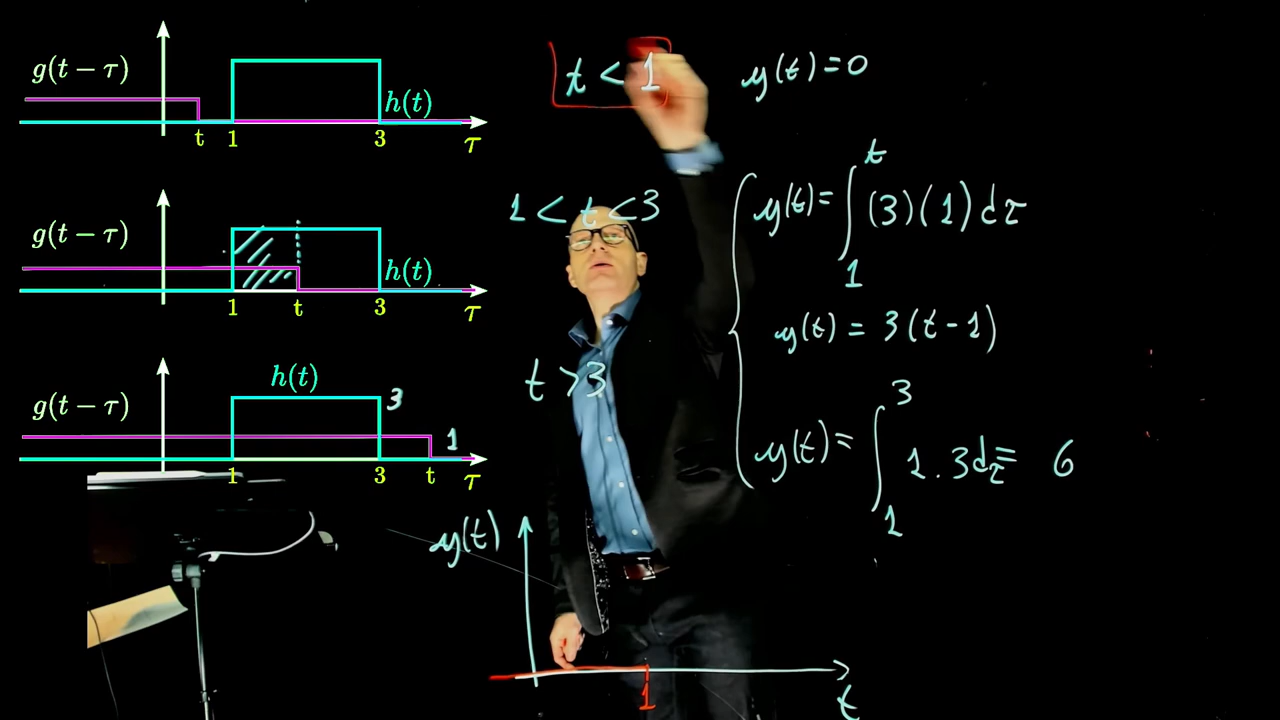 g(t − τ)
h(t)
t 1 3 τ
t < 1
y(t) = 0
g(t − τ)
h(t)
1 t 3 τ
1 < t < 3
y(t) = ∫₁ᵗ (3)(1) dτ
y(t) = 3(t - 1)
h(t)
g(t − τ)
3
1
1 3 t τ
t > 3
y(t) = ∫₁³ 1.3dτ = 6
y(t)
1
t